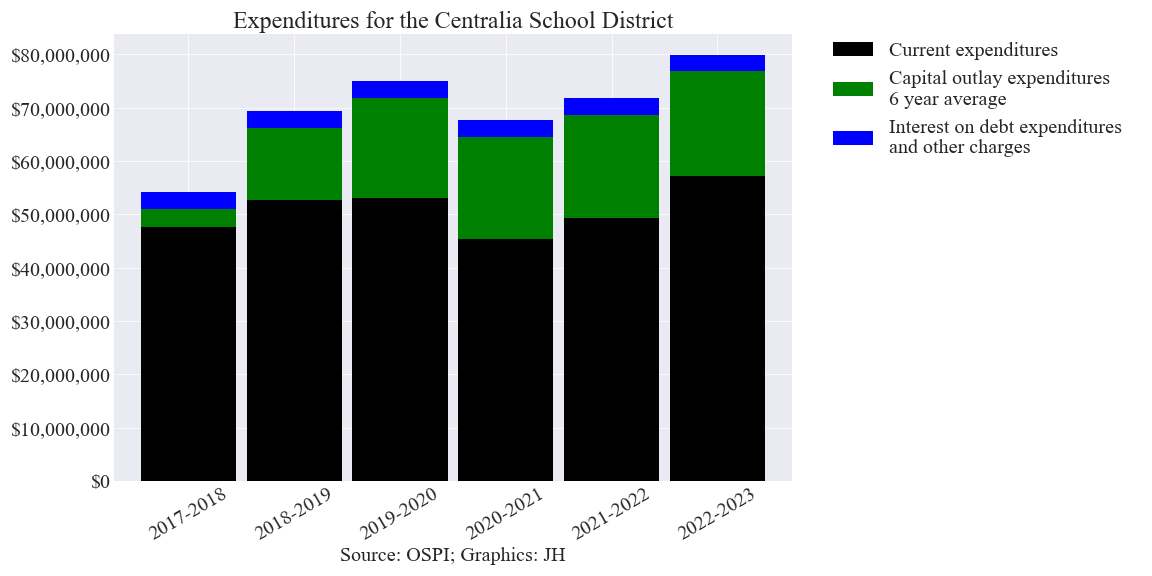 Expenditures for the Centralia School District
$80,000,000
$70,000,000
$60,000,000
$50,000,000
$40,000,000
$30,000,000
$20,000,000
$10,000,000
$0
2017-2018
2018-2019
2019-2020
2020-2021
2021-2022
2022-2023
Source: OSPI; Graphics: JH
Current expenditures
Capital outlay expenditures
6 year average
Interest on debt expenditures
and other charges